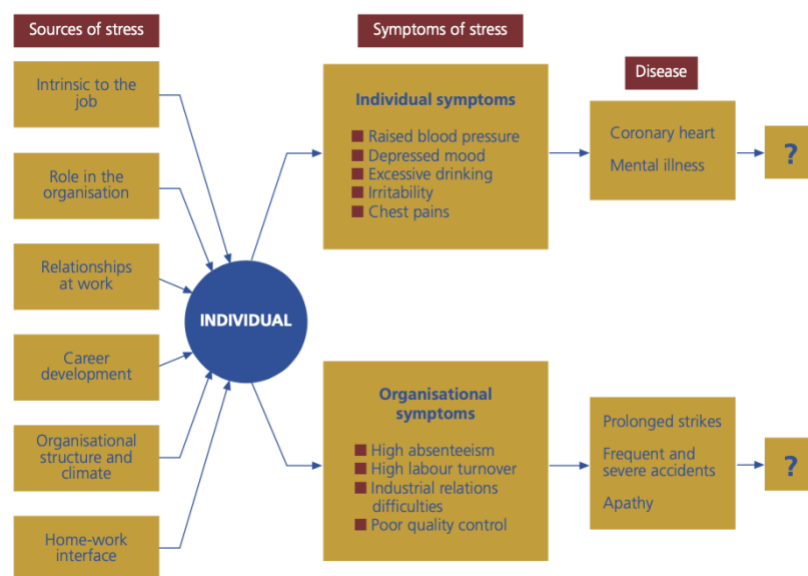 Sources of stress
Intrinsic to the
job
Role in the
organisation
Relationships
at work
Career
development
Organisational
structure and
climate
Home-work
interface
INDIVIDUAL
Symptoms of stress
Individual symptoms
Raised blood pressure
Depressed mood
Excessive drinking
Irritability
Chest pains
Organisational
symptoms
High absenteeism
High labour turnover
Industrial relations
difficulties
Poor quality control
Disease
Coronary heart
Mental illness
?
Prolonged strikes
Frequent and
severe accidents
Apathy
?